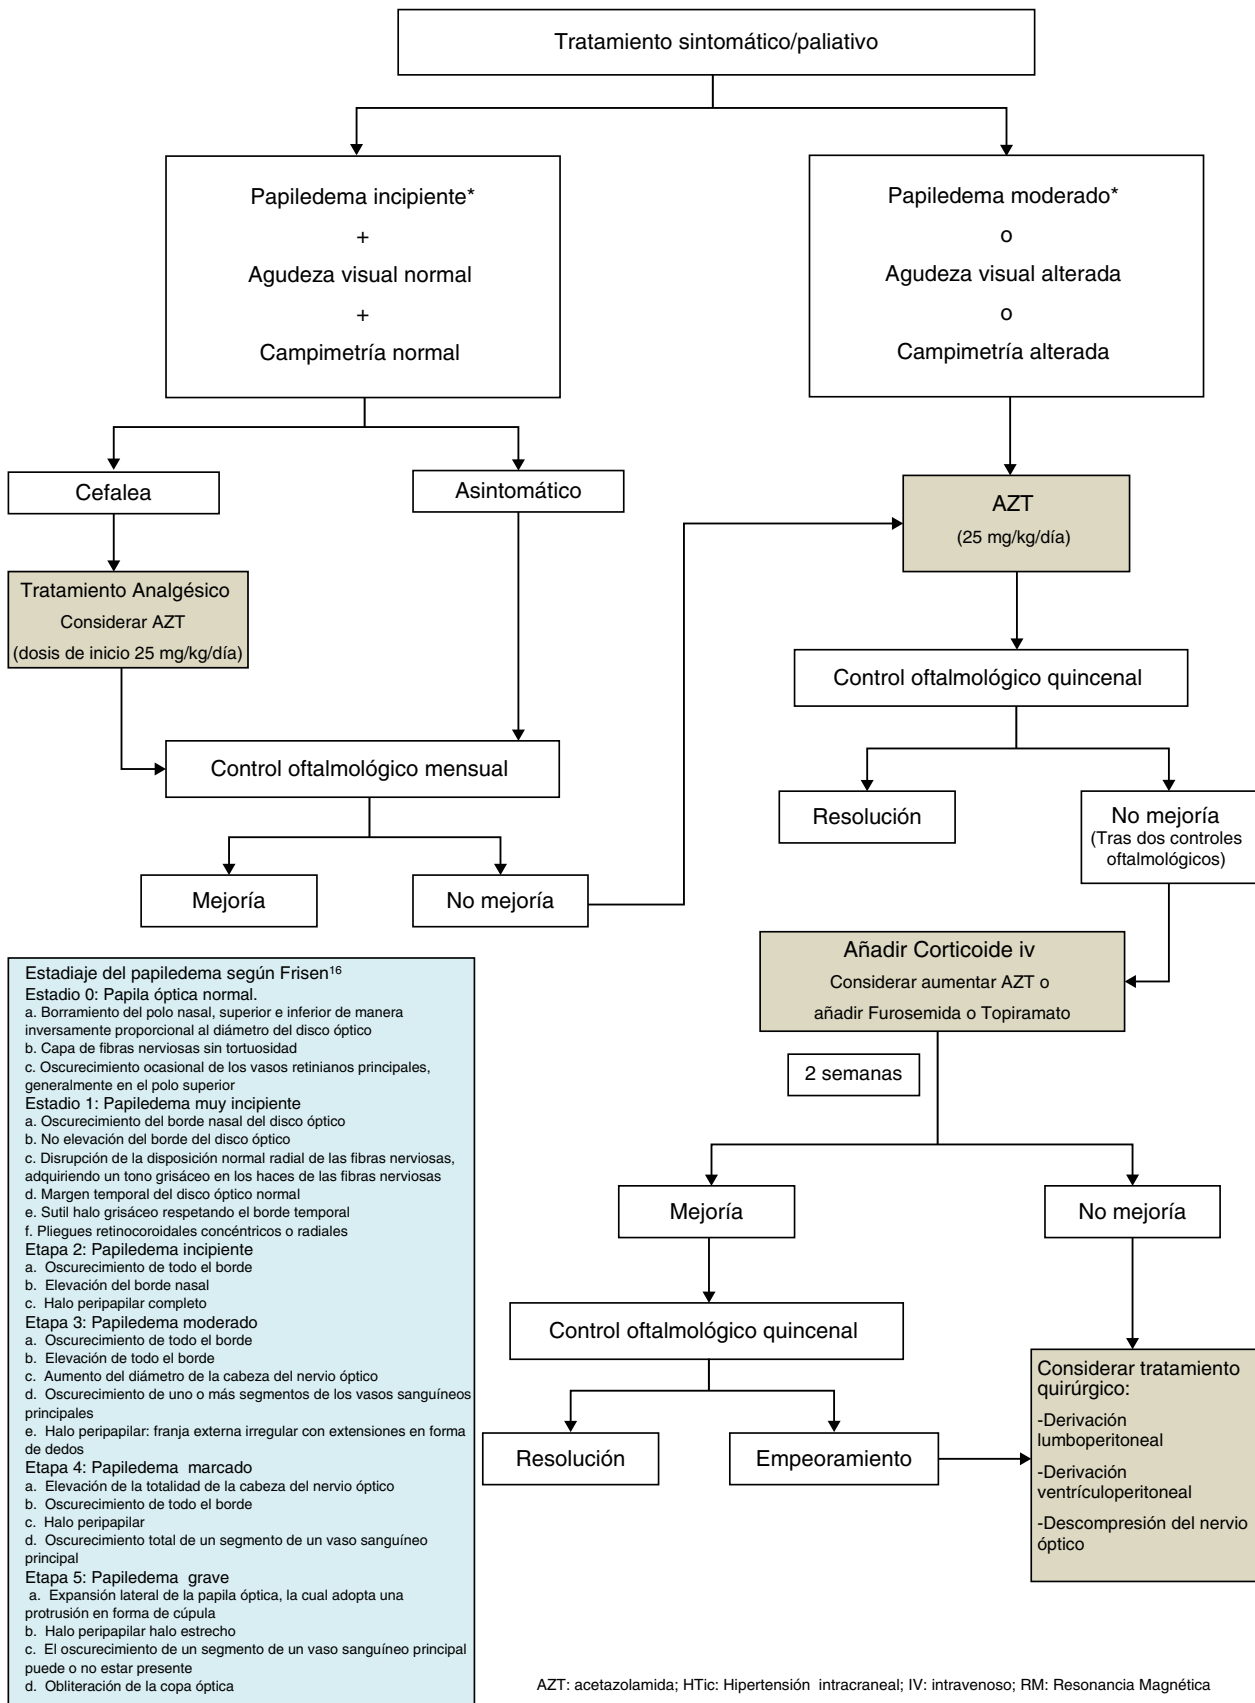 Tratamiento sintomático/paliativo
Papiledema incipiente*
+
Agudeza visual normal
+
Campimetría normal
Papiledema moderado*
o
Agudeza visual alterada
o
Campimetría alterada
Cefalea
Asintomático
AZT
(25 mg/kg/día)
Tratamiento Analgésico
Considerar AZT
(dosis de inicio 25 mg/kg/día)
Control oftalmológico quincenal
Control oftalmológico mensual
Resolución
No mejoría
(Tras dos controles
oftalmológicos)
Mejoría
No mejoría
Añadir Corticoide iv
Considerar aumentar AZT o
añadir Furosemida o Topiramato
2 semanas
Mejoría
No mejoría
Control oftalmológico quincenal
Resolución
Empeoramiento
Considerar tratamiento
quirúrgico:
-Derivación
lumboperitoneal
-Derivación
ventrículoperitoneal
-Descompresión del nervio
óptico
Estadiaje del papiledema según Frisen¹⁶
Estadio 0: Papila óptica normal.
a. Borramiento del polo nasal, superior e inferior de manera
inversamente proporcional al diámetro del disco óptico
b. Capa de fibras nerviosas sin tortuosidad
c. Oscurecimiento ocasional de los vasos retinianos principales,
generalmente en el polo superior
Estadio 1: Papiledema muy incipiente
a. Oscurecimiento del borde nasal del disco óptico
b. No elevación del borde del disco óptico
c. Disrupción de la disposición normal radial de las fibras nerviosas,
adquiriendo un tono grisáceo en los haces de las fibras nerviosas
d. Margen temporal del disco óptico normal
e. Sutil halo grisáceo respetando el borde temporal
f. Pliegues retinocoroidales concéntricos o radiales
Etapa 2: Papiledema incipiente
a. Oscurecimiento de todo el borde
b. Elevación del borde nasal
c. Halo peripapilar completo
Etapa 3: Papiledema moderado
a. Oscurecimiento de todo el borde
b. Elevación de todo el borde
c. Aumento del diámetro de la cabeza del nervio óptico
d. Oscurecimiento de uno o más segmentos de los vasos sanguíneos
principales
e. Halo peripapilar: franja externa irregular con extensiones en forma
de dedos
Etapa 4: Papiledema marcado
a. Elevación de la totalidad de la cabeza del nervio óptico
b. Oscurecimiento de todo el borde
c. Halo peripapilar
d. Oscurecimiento total de un segmento de un vaso sanguíneo
principal
Etapa 5: Papiledema grave
a. Expansión lateral de la papila óptica, la cual adopta una
protrusión en forma de cúpula
b. Halo peripapilar halo estrecho
c. El oscurecimiento de un segmento de un vaso sanguíneo principal
puede o no estar presente
d. Obliteración de la copa óptica
AZT: acetazolamida; HTic: Hipertensión intracraneal; IV: intravenoso; RM: Resonancia Magnética